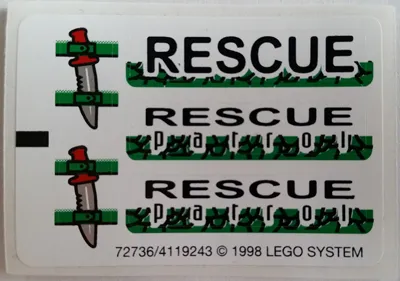 RESCUE
RESCUE
patrol
RESCUE
patrol
72736/4119243 © 1998 LEGO SYSTEM